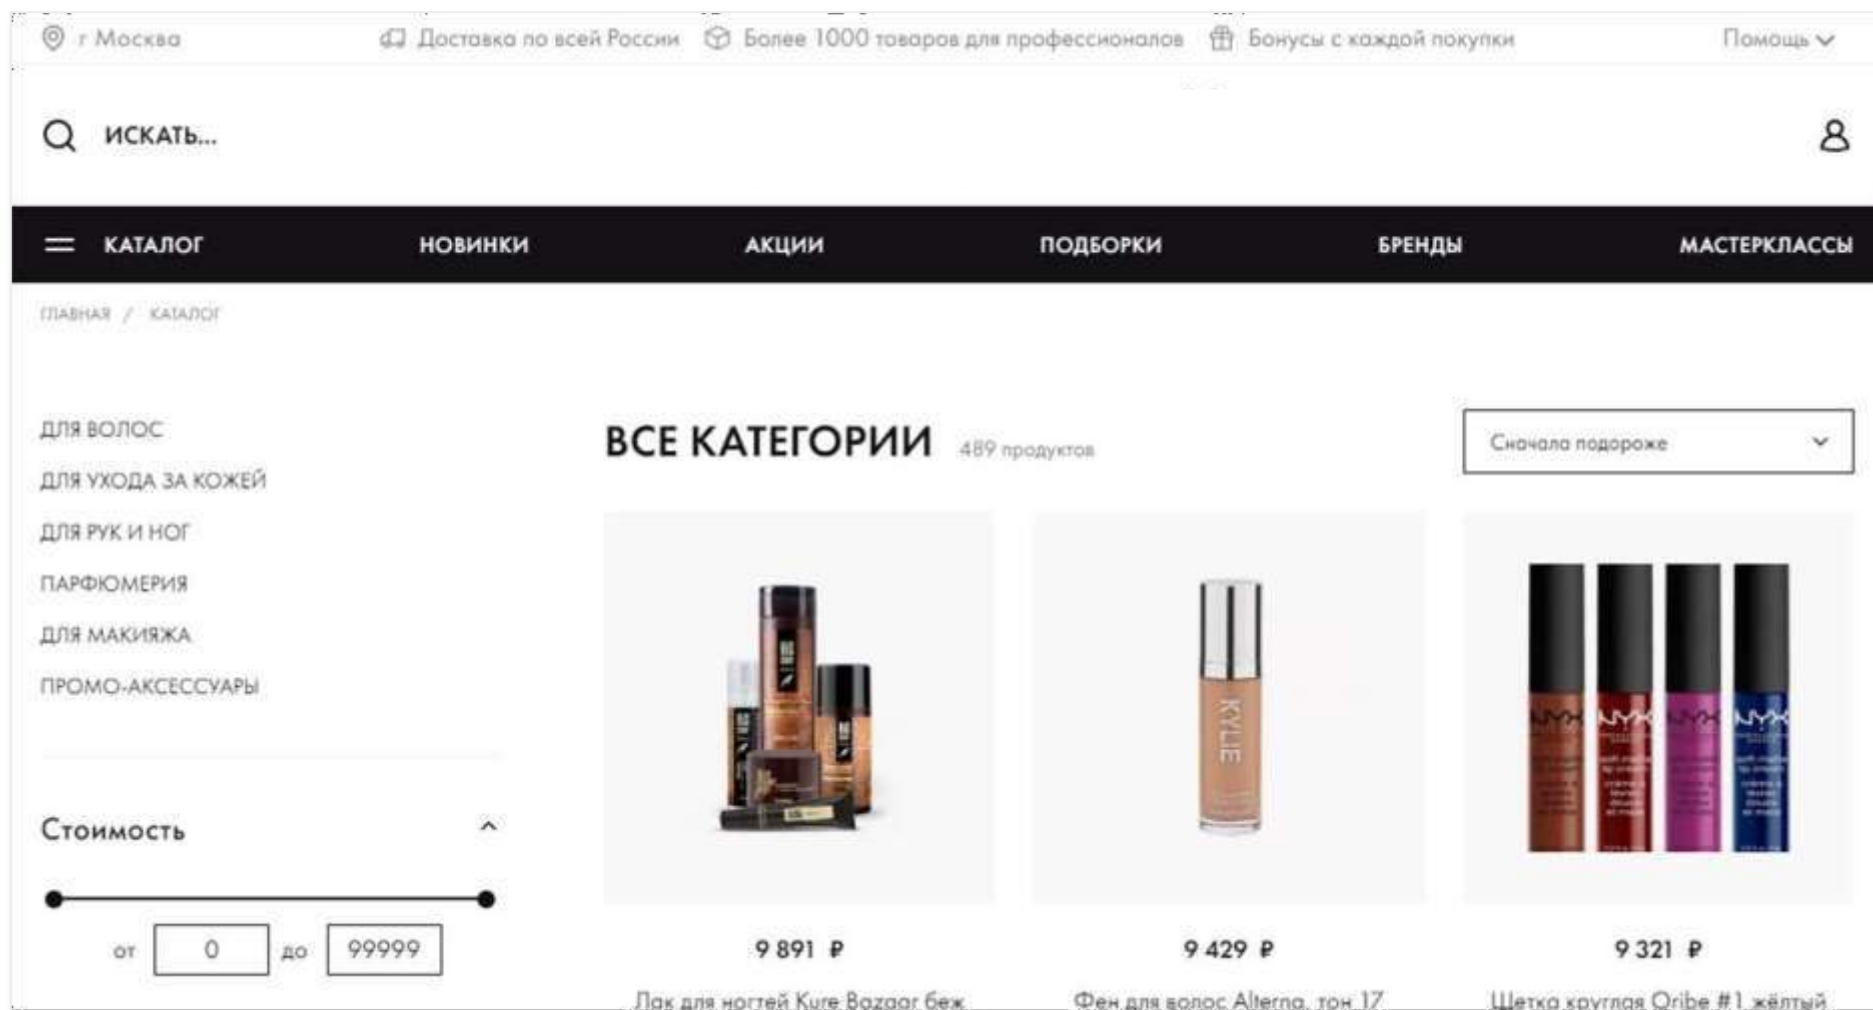 г Москва
Доставка по всей России
Более 1000 товаров для профессионалов
Бонусы с каждой покупки
Помощь
ИСКАТЬ...
КАТАЛОГ
НОВИНКИ
АКЦИИ
ПОДБОРКИ
БРЕНДЫ
МАСТЕРКЛАССЫ
ГЛАВНАЯ / КАТАЛОГ
ДЛЯ ВОЛОС
ДЛЯ УХОДА ЗА КОЖЕЙ
ДЛЯ РУК И НОГ
ПАРФЮМЕРИЯ
ДЛЯ МАКИЯЖА
ПРОМО-АКСЕССУАРЫ
Стоимость
от 0 до 99999
ВСЕ КАТЕГОРИИ 489 продуктов
Сначала подороже
KYLIE
NYX NYX NYX NYX
9 891 ₽
9 429 ₽
9 321 ₽
Лак для ногтей Kure Bazaar беж
Фен для волос Alterna, тон 17
Щетка круглая Oribe #1 жёлтый